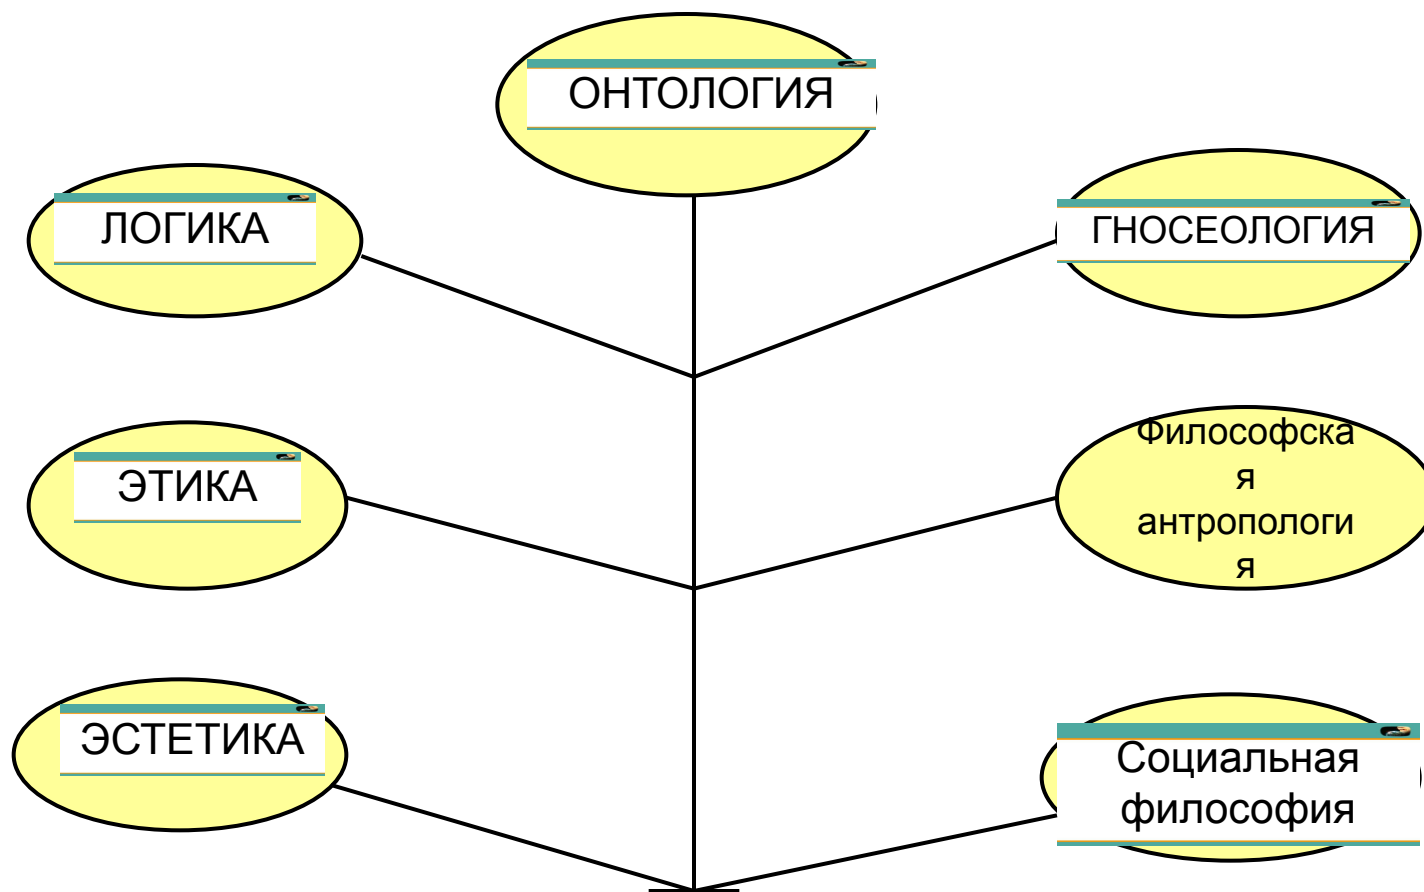 ОНТОЛОГИЯ
ЛОГИКА
ГНОСЕОЛОГИЯ
ЭТИКА
Философска
я
антропологи
я
ЭСТЕТИКА
Социальная
философия